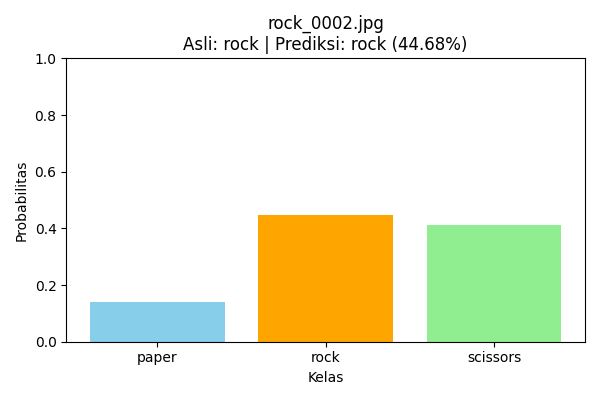 rock_0002.jpg
Asli: rock | Prediksi: rock (44.68%)
1.0
0.8
0.6
0.4
0.2
0.0
Probabilitas
paper rock scissors
Kelas